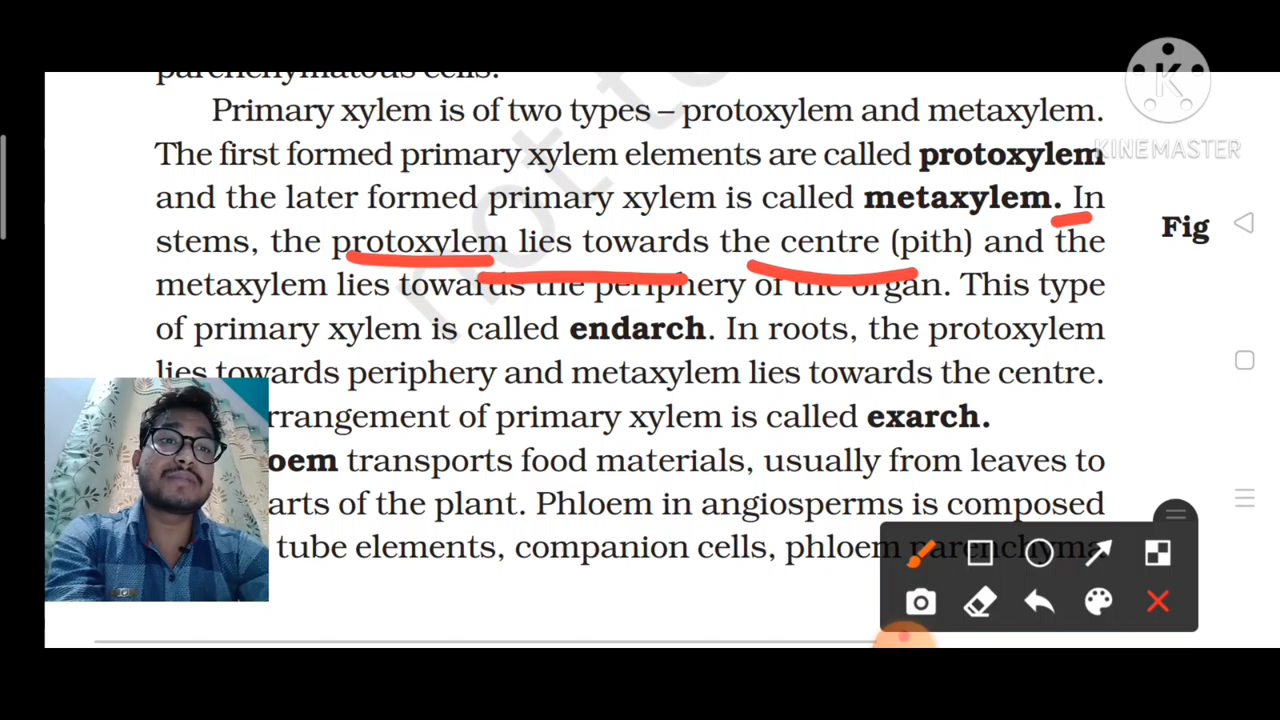 parenchymatous cells.
Primary xylem is of two types – protoxylem and metaxylem.
The first formed primary xylem elements are called protoxylem
and the later formed primary xylem is called metaxylem. In
stems, the protoxylem lies towards the centre (pith) and the
metaxylem lies towards the periphery of the organ. This type
of primary xylem is called endarch. In roots, the protoxylem
lies towards periphery and metaxylem lies towards the centre.
rrangement of primary xylem is called exarch.
oem transports food materials, usually from leaves to
arts of the plant. Phloem in angiosperms is composed
tube elements, companion cells, phloem parenchyma
Fig
KINEMASTER
not to